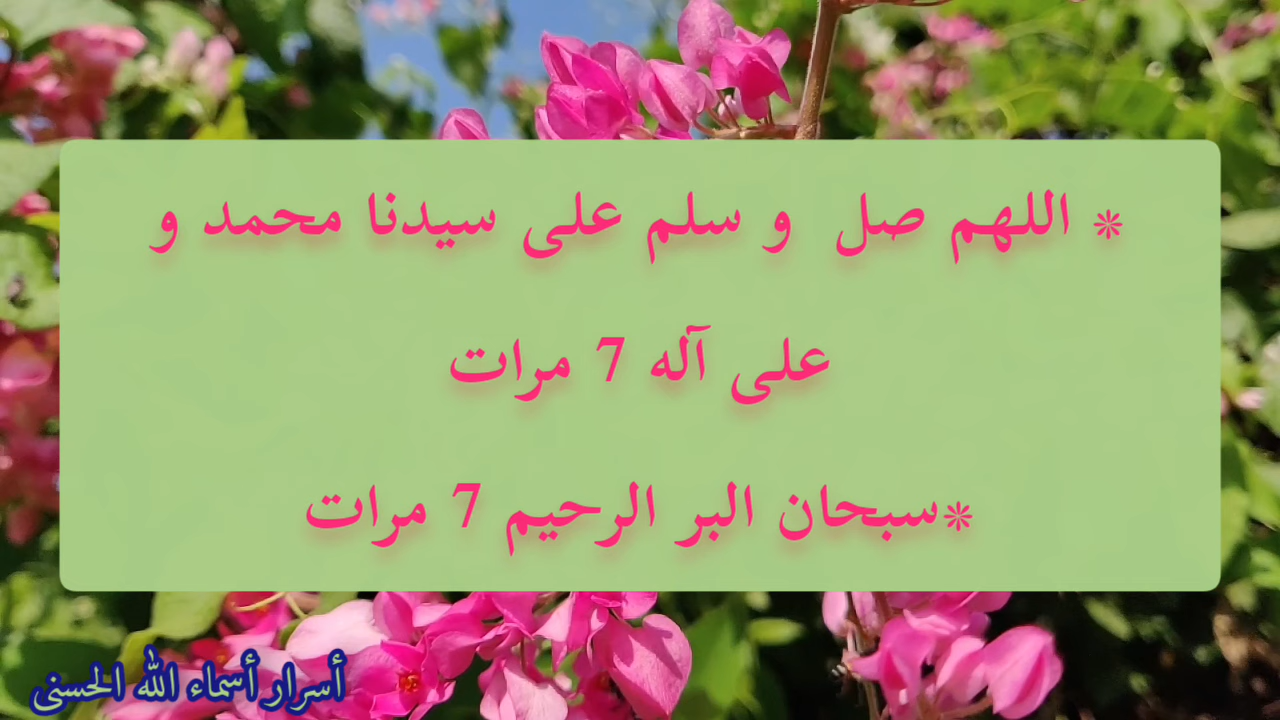 * اللهم صل و سلم على سيدنا محمد و
على آله 7 مرات
*سبحان البر الرحيم 7 مرات
أسرار أسماء الله الحسنى